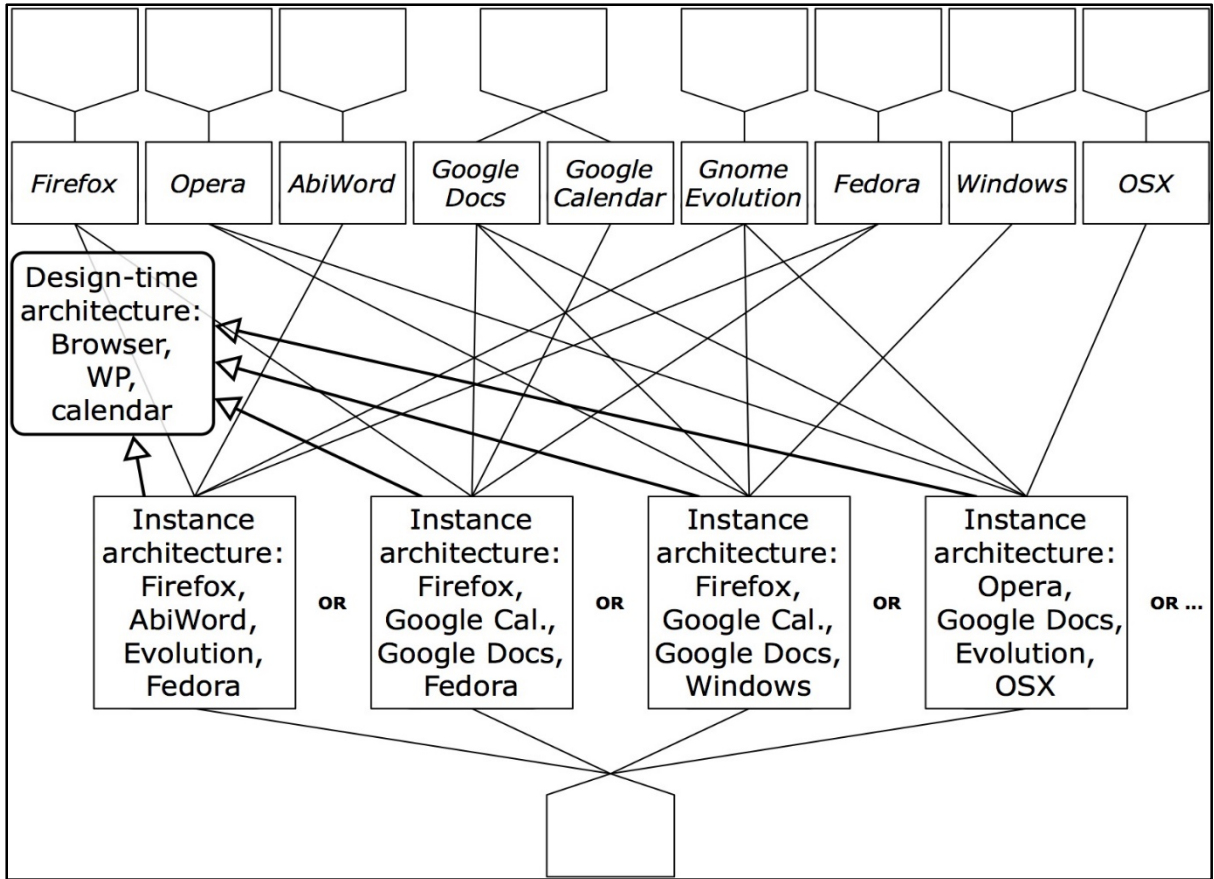 Firefox
Opera
AbiWord
Google
Docs
Google
Calendar
Gnome
Evolution
Fedora
Windows
OSX
Design-time
architecture:
Browser,
WP,
calendar
Instance
architecture:
Firefox,
AbiWord,
Evolution,
Fedora
OR
Instance
architecture:
Firefox,
Google Cal.,
Google Docs,
Fedora
OR
Instance
architecture:
Firefox,
Google Cal.,
Google Docs,
Windows
OR
Instance
architecture:
Opera,
Google Docs,
Evolution,
OSX
OR ...